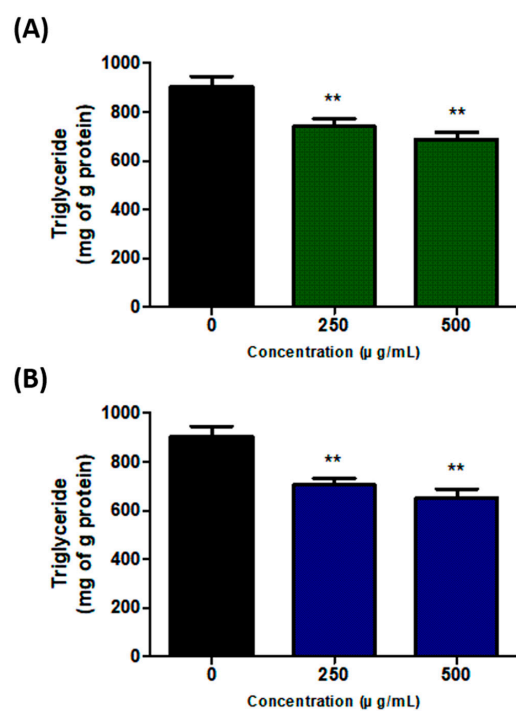 (A)
Triglyceride
(mg of g protein)
1000
800
600
400
200
0
**
**
0 250 500
Concentration (µ g/mL)
(B)
Triglyceride
(mg of g protein)
1000
800
600
400
200
0
**
**
0 250 500
Concentration (µ g/mL)